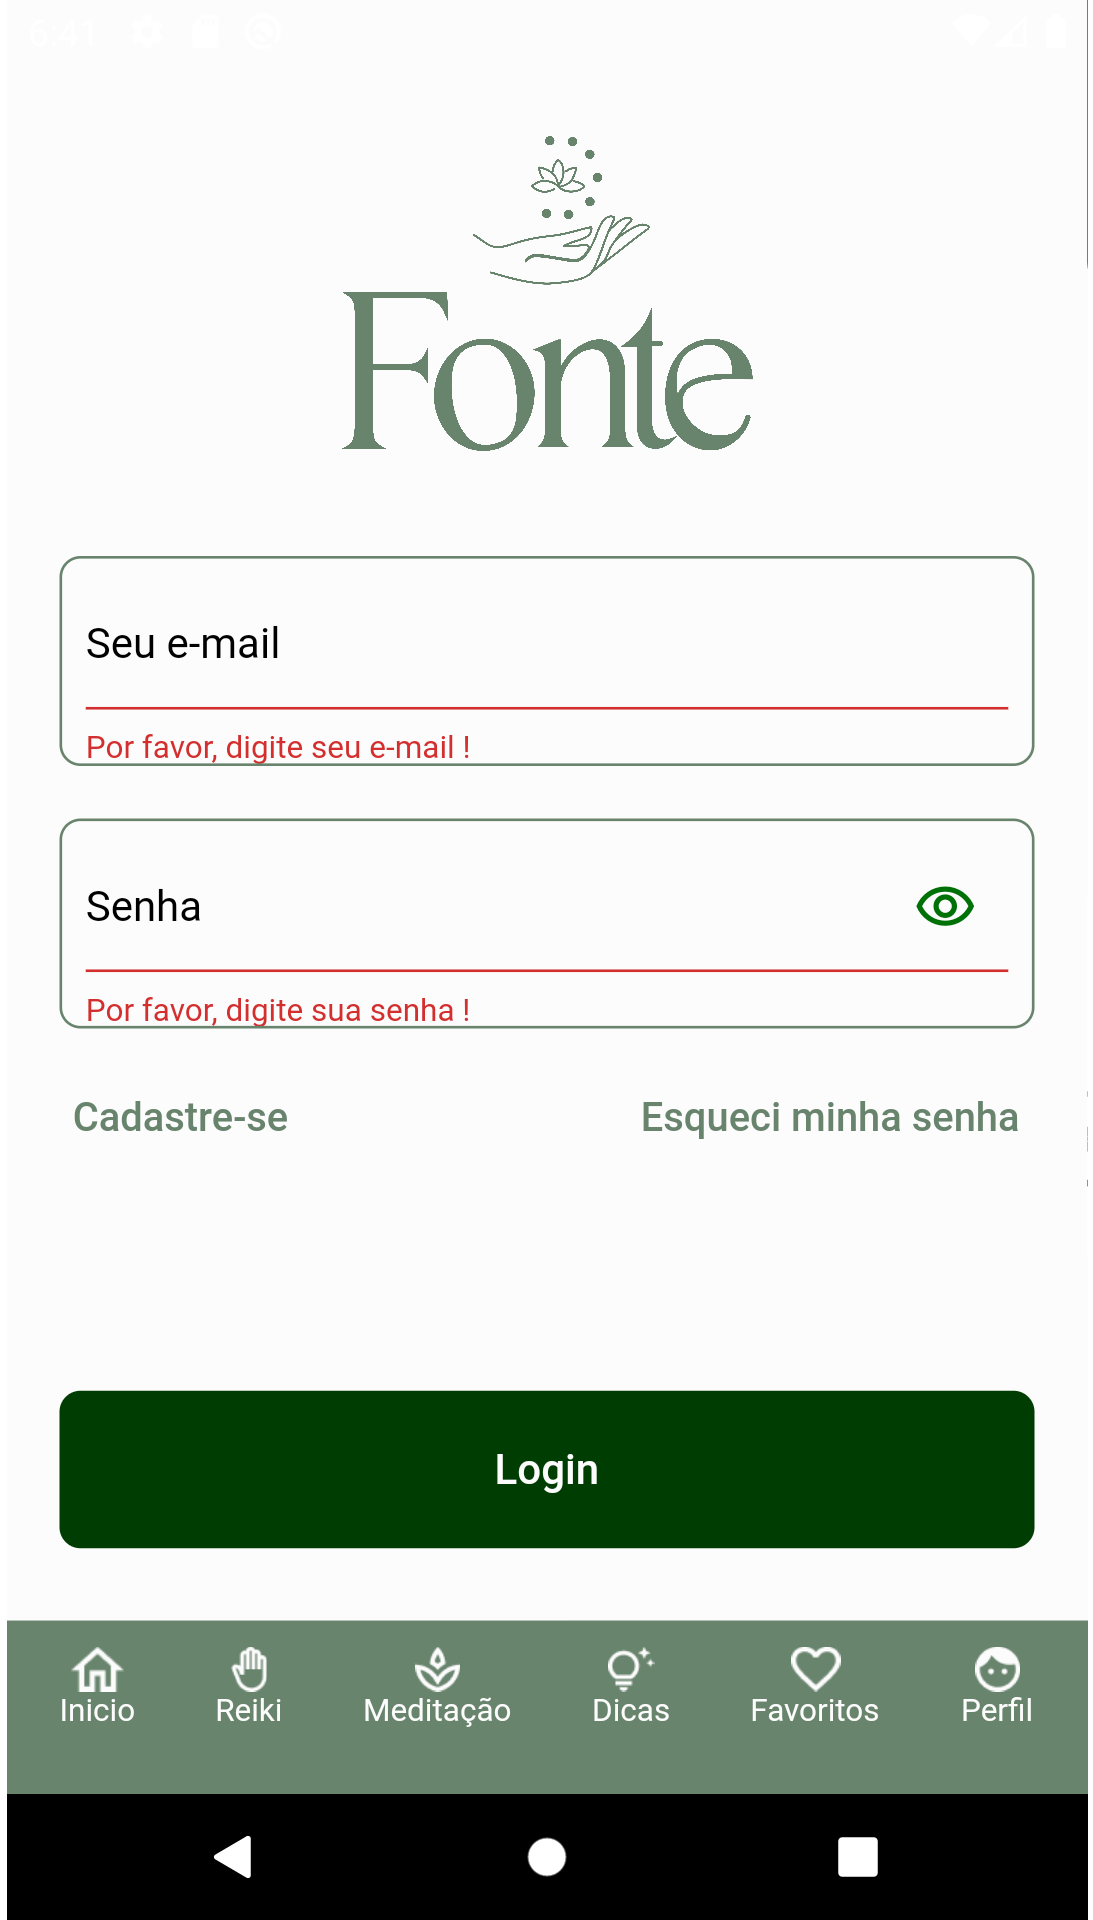 6:41
Fonte
Seu e-mail
Por favor, digite seu e-mail !
Senha
Por favor, digite sua senha !
Cadastre-se Esqueci minha senha
Login
Inicio Reiki Meditação Dicas Favoritos Perfil